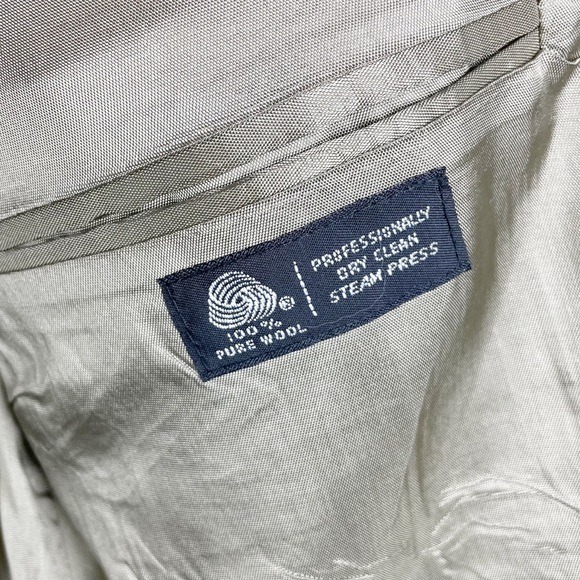 ®
100%
PURE WOOL
PROFESSIONALLY
DRY CLEAN
STEAM PRESS